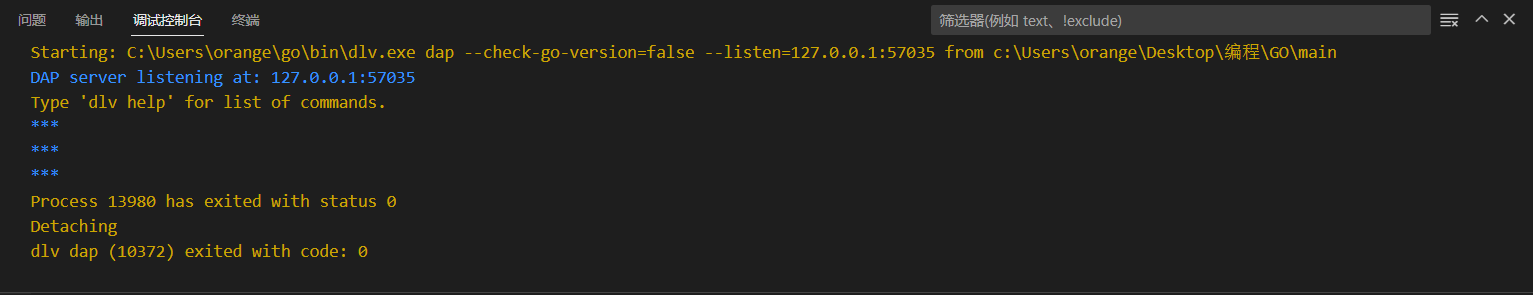 问题 输出 调试控制台 终端 筛选器(例如 text、!exclude)
Starting: C:\Users\orange\go\bin\dlv.exe dap --check-go-version=false --listen=127.0.0.1:57035 from c:\Users\orange\Desktop\编程\GO\main
DAP server listening at: 127.0.0.1:57035
Type 'dlv help' for list of commands.
***
***
***
Process 13980 has exited with status 0
Detaching
dlv dap (10372) exited with code: 0